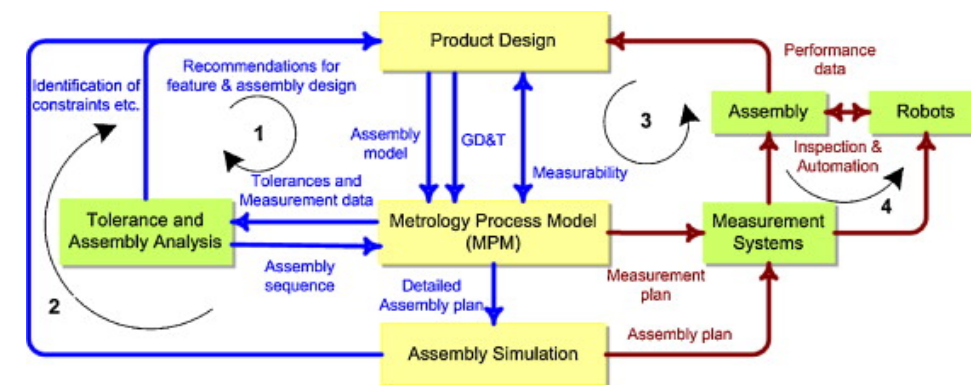 Product Design
Identification of
constraints etc.
Recommendations for
feature & assembly design
Performance
data
1
3
Assembly
Robots
Assembly
model
GD&T
Measurability
Inspection &
Automation
4
Tolerances and
Measurement data
Tolerance and
Assembly Analysis
Metrology Process Model
(MPM)
Measurement
Systems
Assembly
sequence
Detailed
Assembly plan
Measurement
plan
2
Assembly Simulation
Assembly plan